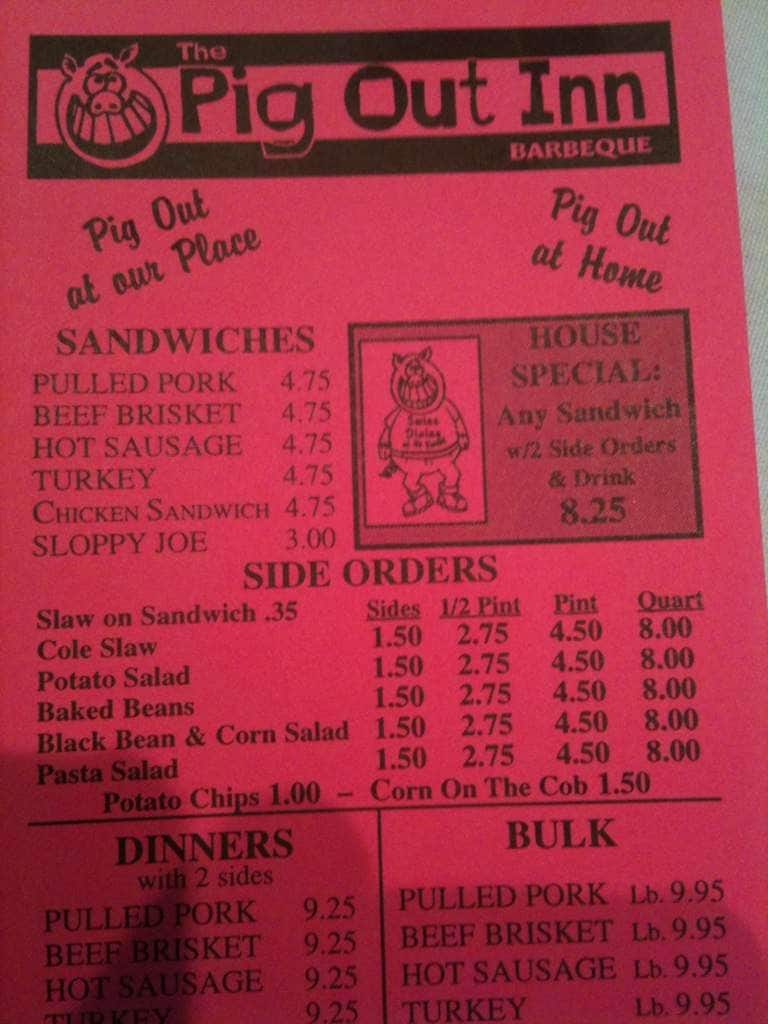 The
Pig Out Inn
BARBEQUE
Pig Out
at our Place
Pig Out
at Home
SANDWICHES
PULLED PORK 4.75
BEEF BRISKET 4.75
HOT SAUSAGE 4.75
TURKEY 4.75
CHICKEN SANDWICH 4.75
SLOPPY JOE 3.00
Swine
Dining
HOUSE
SPECIAL:
Any Sandwich
w/2 Side Orders
& Drink
8.25
SIDE ORDERS
Slaw on Sandwich .35 Sides 1/2 Pint Pint Quart
Cole Slaw 1.50 2.75 4.50 8.00
Potato Salad 1.50 2.75 4.50 8.00
Baked Beans 1.50 2.75 4.50 8.00
Black Bean & Corn Salad 1.50 2.75 4.50 8.00
Pasta Salad 1.50 2.75 4.50 8.00
Potato Chips 1.00 – Corn On The Cob 1.50
DINNERS
with 2 sides
PULLED PORK 9.25
BEEF BRISKET 9.25
HOT SAUSAGE 9.25
TURKEY 9.25
BULK
PULLED PORK Lb. 9.95
BEEF BRISKET Lb. 9.95
HOT SAUSAGE Lb. 9.95
TURKEY Lb. 9.95